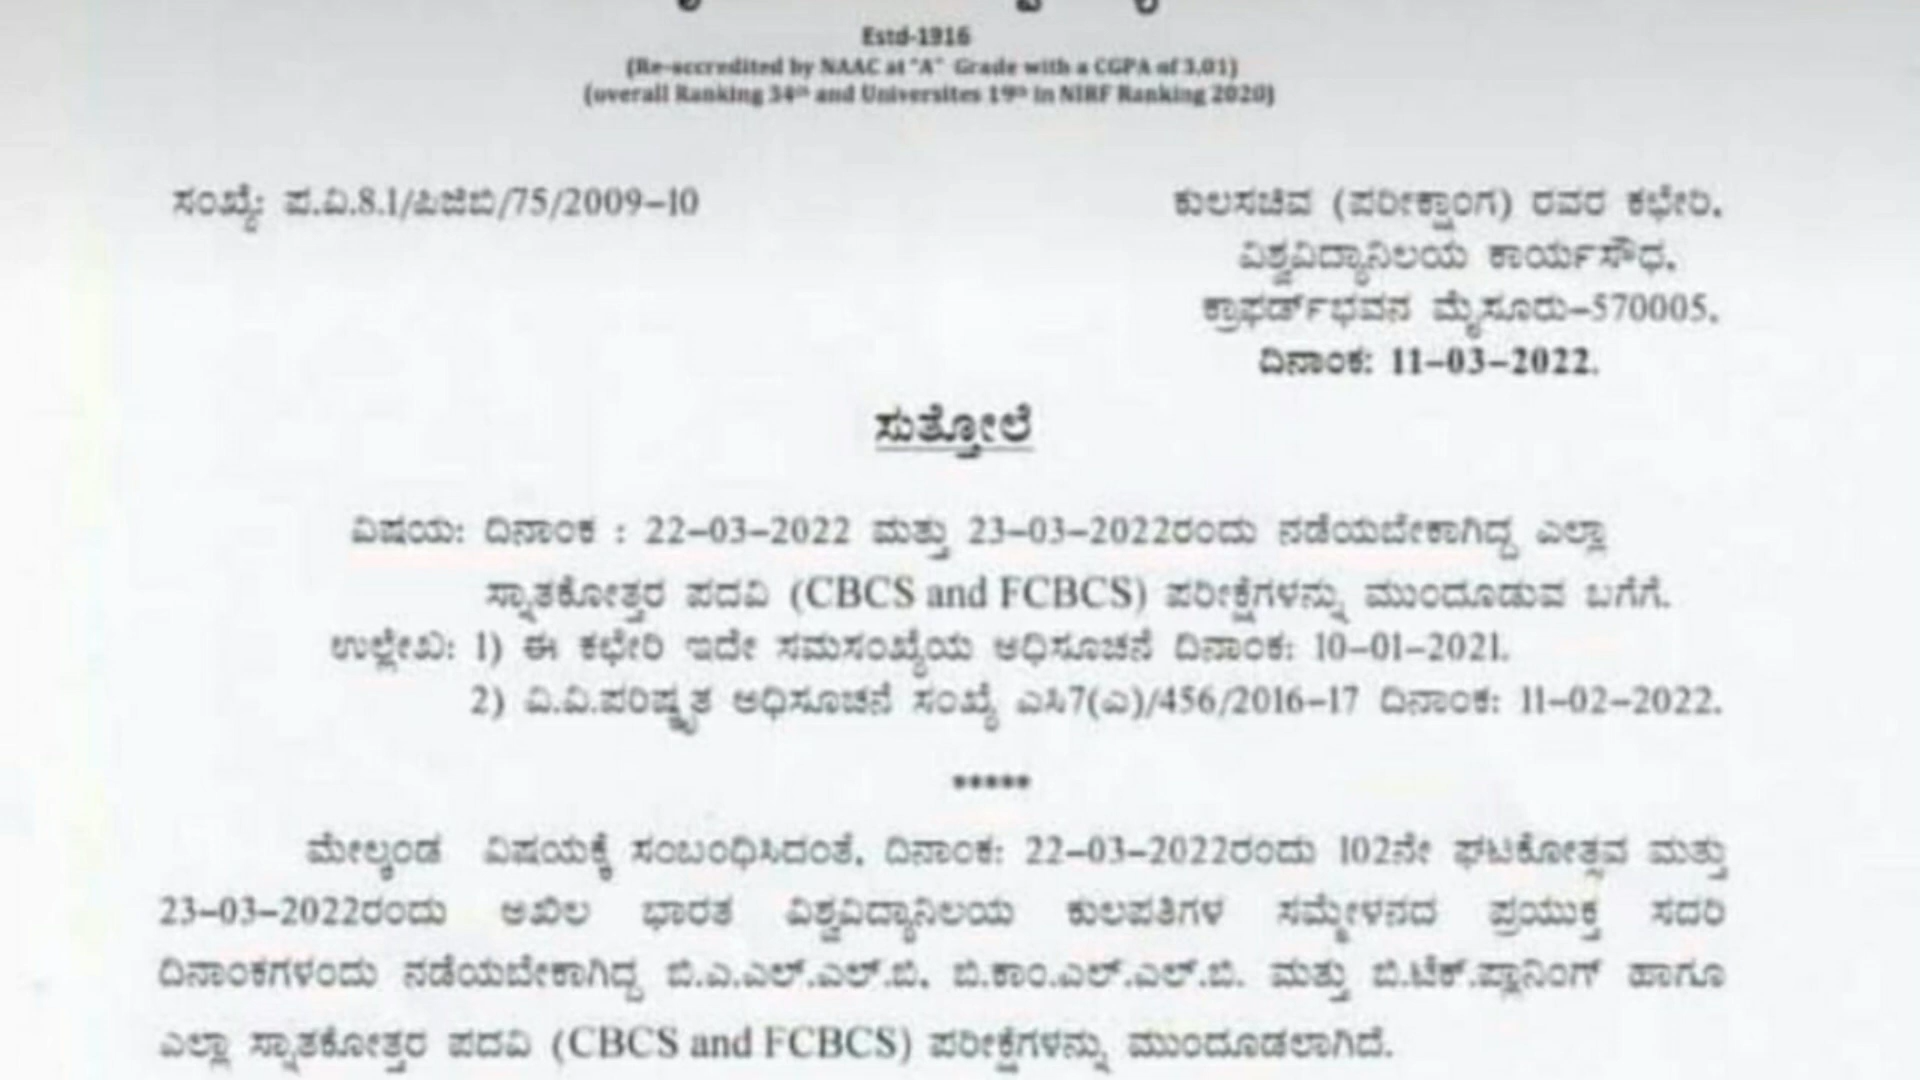 Estd-1916
(Re-accredited by NAAC at "A" Grade with a CGPA of 3.01)
(overall Ranking 34th and Universites 19th in NIRF Ranking 2020)
ಸಂಖ್ಯೆ: ಪ.ವಿ.8.1/ಪಿಜಿಬಿ/75/2009–10
ಕುಲಸಚಿವ (ಪರೀಕ್ಷಾಂಗ) ರವರ ಕಛೇರಿ,
ವಿಶ್ವವಿದ್ಯಾನಿಲಯ ಕಾರ್ಯಸೌಧ,
ಕ್ರಾಫರ್ಡ್‌ಭವನ ಮೈಸೂರು–570005,
ದಿನಾಂಕ: 11–03–2022.
ಸುತ್ತೋಲೆ
ವಿಷಯ: ದಿನಾಂಕ : 22–03–2022 ಮತ್ತು 23–03–2022ರಂದು ನಡೆಯಬೇಕಾಗಿದ್ದ ಎಲ್ಲಾ
ಸ್ನಾತಕೋತ್ತರ ಪದವಿ (CBCS and FCBCS) ಪರೀಕ್ಷೆಗಳನ್ನು ಮುಂದೂಡುವ ಬಗೆಗೆ.
ಉಲ್ಲೇಖ: 1) ಈ ಕಛೇರಿ ಇದೇ ಸಮಸಂಖ್ಯೆಯ ಅಧಿಸೂಚನೆ ದಿನಾಂಕ: 10–01–2021.
2) ವಿ.ವಿ.ಪರಿಷ್ಕೃತ ಅಧಿಸೂಚನೆ ಸಂಖ್ಯೆ ಎಸಿ7(ಎ)/456/2016–17 ದಿನಾಂಕ: 11–02–2022.
*****
ಮೇಲ್ಕಂಡ ವಿಷಯಕ್ಕೆ ಸಂಬಂಧಿಸಿದಂತೆ, ದಿನಾಂಕ: 22–03–2022ರಂದು 102ನೇ ಘಟಕೋತ್ಸವ ಮತ್ತು
23–03–2022ರಂದು ಅಖಿಲ ಭಾರತ ವಿಶ್ವವಿದ್ಯಾನಿಲಯ ಕುಲಪತಿಗಳ ಸಮ್ಮೇಳನದ ಪ್ರಯುಕ್ತ ಸದರಿ
ದಿನಾಂಕಗಳಂದು ನಡೆಯಬೇಕಾಗಿದ್ದ ಬಿ.ಎ.ಎಲ್.ಎಲ್.ಬಿ, ಬಿ.ಕಾಂ.ಎಲ್.ಎಲ್.ಬಿ. ಮತ್ತು ಬಿ.ಟೆಕ್.ಪ್ಲಾನಿಂಗ್ ಹಾಗೂ
ಎಲ್ಲಾ ಸ್ನಾತಕೋತ್ತರ ಪದವಿ (CBCS and FCBCS) ಪರೀಕ್ಷೆಗಳನ್ನು ಮುಂದೂಡಲಾಗಿದೆ.